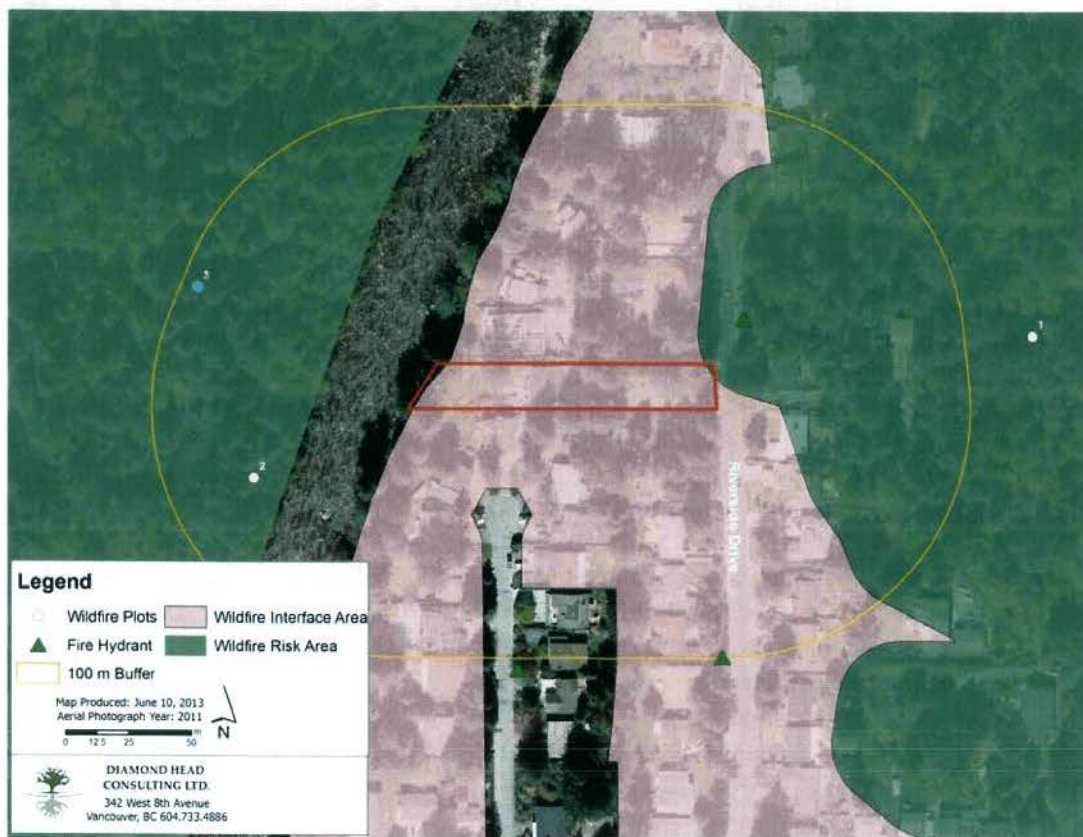 3
1
2
Riverside Drive
Legend
Wildfire Plots
Wildfire Interface Area
Fire Hydrant
Wildfire Risk Area
100 m Buffer
Map Produced: June 10, 2013
Aerial Photograph Year: 2011
m
0 12.5 25 50
N
DIAMOND HEAD
CONSULTING LTD.
342 West 8th Avenue
Vancouver, BC 604.733.4886